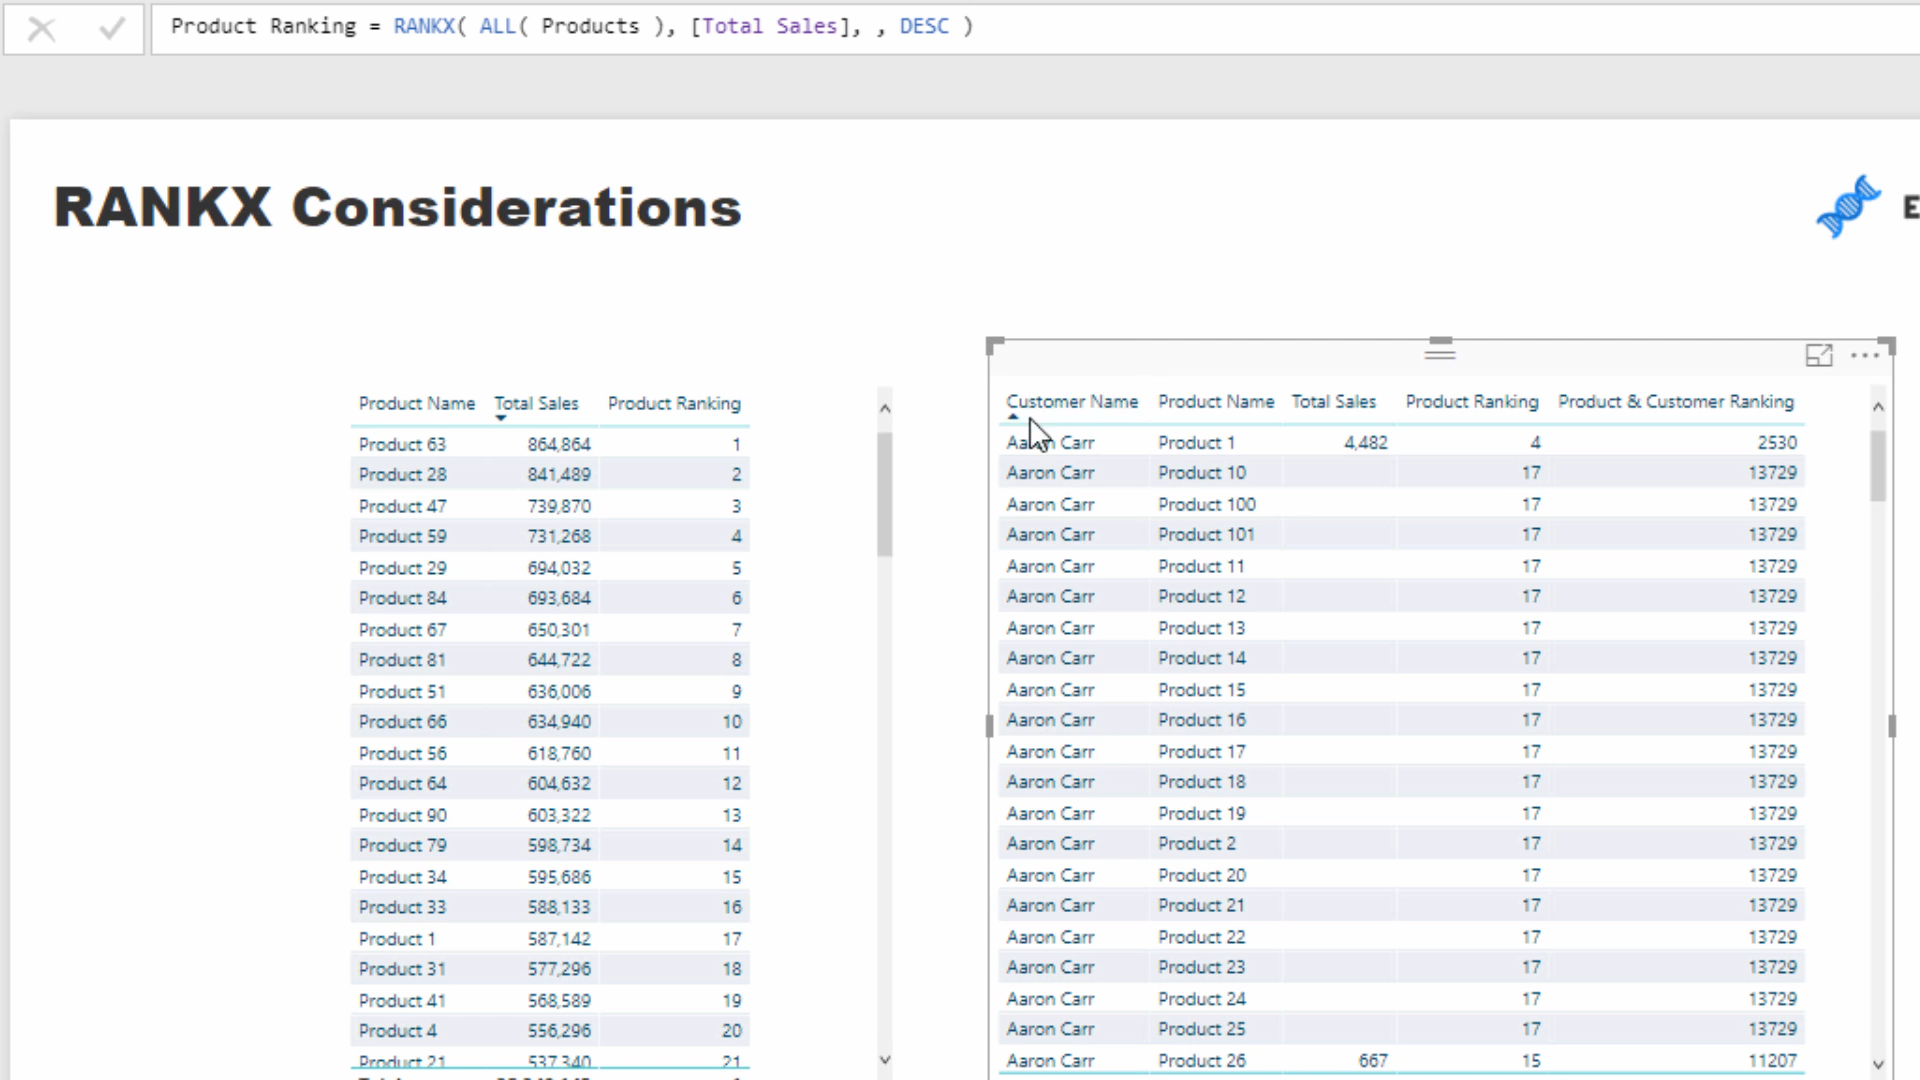 Product Ranking = RANKX( ALL( Products ), [Total Sales], , DESC )
RANKX Considerations
E
Product Name Total Sales Product Ranking
Product 63 864,864 1
Product 28 841,489 2
Product 47 739,870 3
Product 59 731,268 4
Product 29 694,032 5
Product 84 693,684 6
Product 67 650,301 7
Product 81 644,722 8
Product 51 636,006 9
Product 66 634,940 10
Product 56 618,760 11
Product 64 604,632 12
Product 90 603,322 13
Product 79 598,734 14
Product 34 595,686 15
Product 33 588,133 16
Product 1 587,142 17
Product 31 577,296 18
Product 41 568,589 19
Product 4 556,296 20
Product 21 537,340 21
Customer Name Product Name Total Sales Product Ranking Product & Customer Ranking
Aaron Carr Product 1 4,482 4 2530
Aaron Carr Product 10 17 13729
Aaron Carr Product 100 17 13729
Aaron Carr Product 101 17 13729
Aaron Carr Product 11 17 13729
Aaron Carr Product 12 17 13729
Aaron Carr Product 13 17 13729
Aaron Carr Product 14 17 13729
Aaron Carr Product 15 17 13729
Aaron Carr Product 16 17 13729
Aaron Carr Product 17 17 13729
Aaron Carr Product 18 17 13729
Aaron Carr Product 19 17 13729
Aaron Carr Product 2 17 13729
Aaron Carr Product 20 17 13729
Aaron Carr Product 21 17 13729
Aaron Carr Product 22 17 13729
Aaron Carr Product 23 17 13729
Aaron Carr Product 24 17 13729
Aaron Carr Product 25 17 13729
Aaron Carr Product 26 667 15 11207